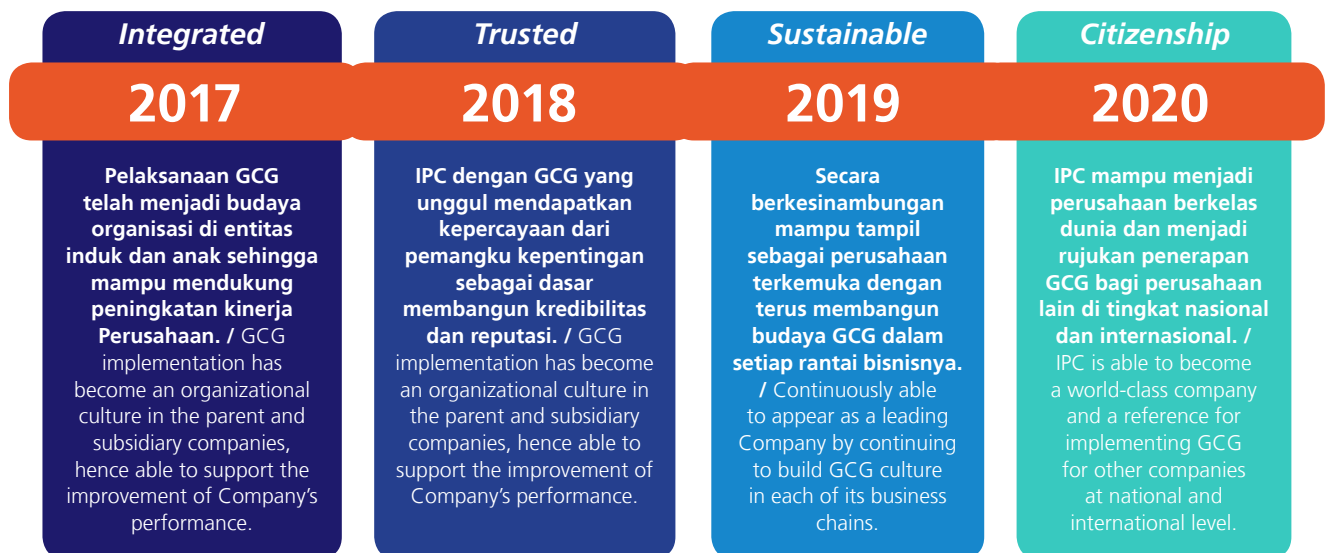 Integrated
2017
Pelaksanaan GCG
telah menjadi budaya
organisasi di entitas
induk dan anak sehingga
mampu mendukung
peningkatan kinerja
Perusahaan. / GCG
implementation has
become an organizational
culture in the parent and
subsidiary companies,
hence able to support the
improvement of Company’s
performance.
Trusted
2018
IPC dengan GCG yang
unggul mendapatkan
kepercayaan dari
pemangku kepentingan
sebagai dasar
membangun kredibilitas
dan reputasi. / GCG
implementation has become
an organizational culture in
the parent and subsidiary
companies, hence able to
support the improvement of
Company’s performance.
Sustainable
2019
Secara
berkesinambungan
mampu tampil
sebagai perusahaan
terkemuka dengan
terus membangun
budaya GCG dalam
setiap rantai bisnisnya.
/ Continuously able
to appear as a leading
Company by continuing
to build GCG culture
in each of its business
chains.
Citizenship
2020
IPC mampu menjadi
perusahaan berkelas
dunia dan menjadi
rujukan penerapan
GCG bagi perusahaan
lain di tingkat nasional
dan internasional. /
IPC is able to become
a world-class company
and a reference for
implementing GCG
for other companies
at national and
international level.